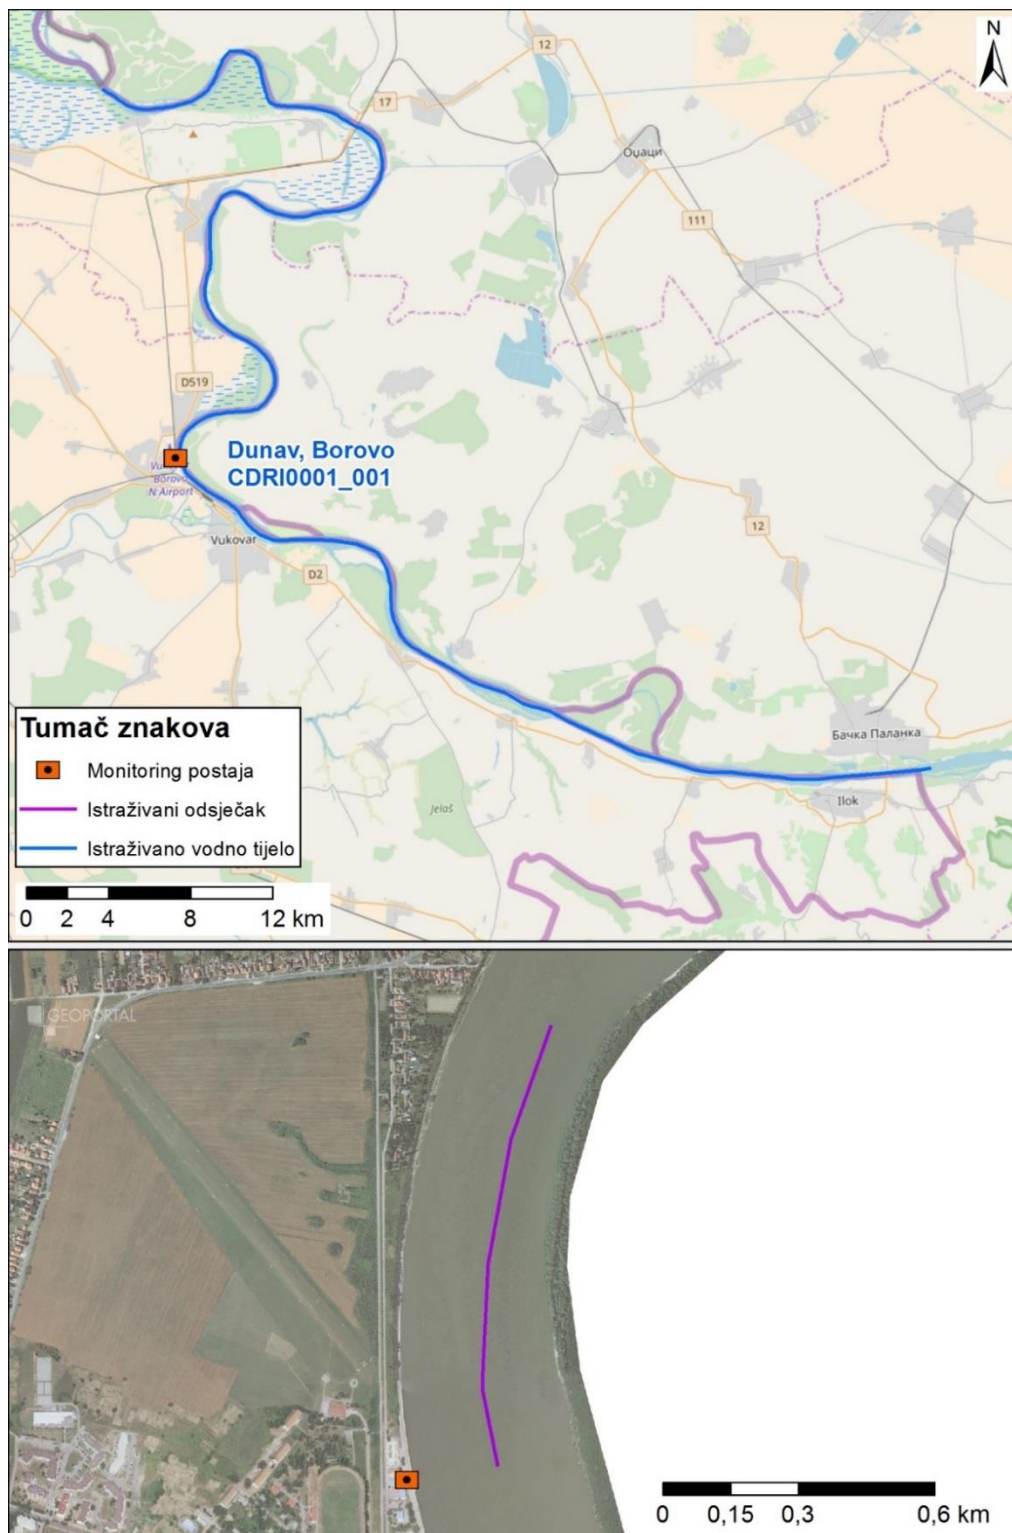 N
12
17
Оџаци
111
D519
Dunav, Borovo
CDRI0001_001
Borovo
N Airport
12
Vukovar
D2
Tumač znakova
Monitoring postaja
Istraživani odsječak
Istraživano vodno tijelo
Jelaš
Бачка Паланка
Ilok
0 2 4 8 12 km
GEOPORTAL
0 0,15 0,3 0,6 km